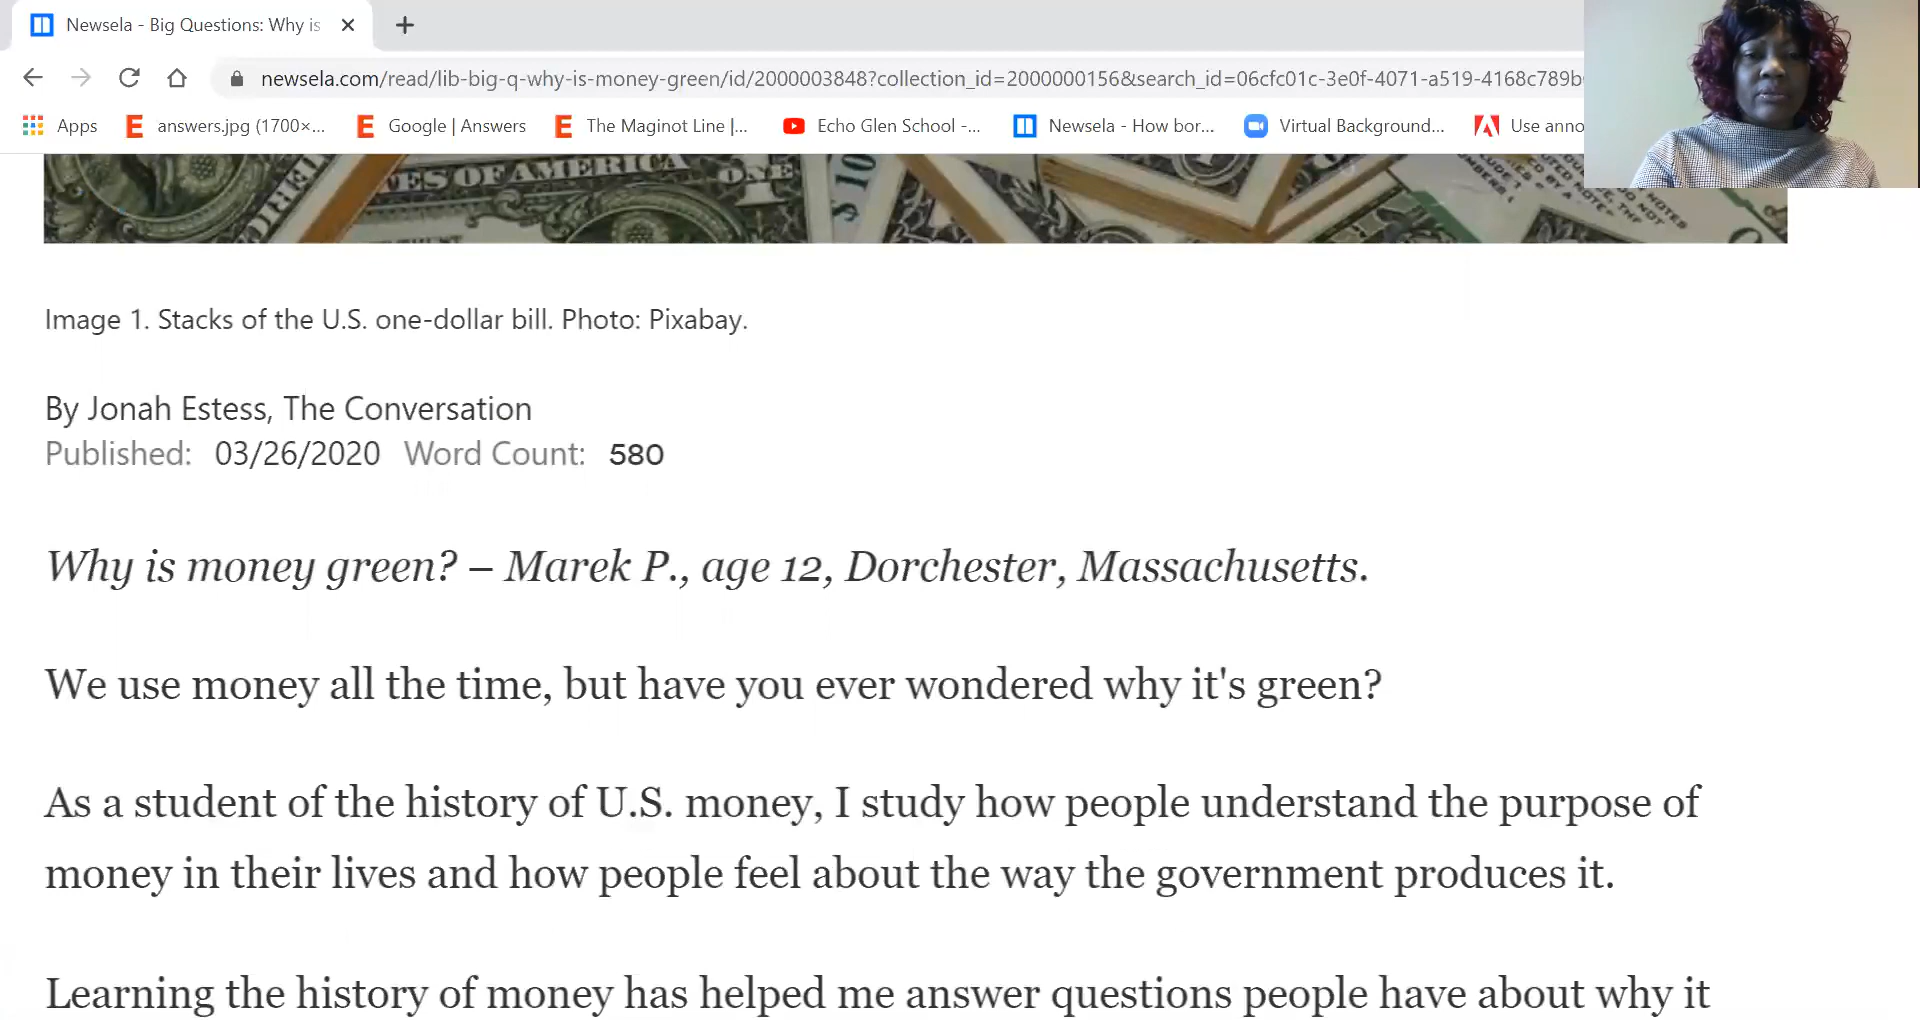 Newsela - Big Questions: Why is
newsela.com/read/lib-big-q-why-is-money-green/id/2000003848?collection_id=2000000156&search_id=06cfc01c-3e0f-4071-a519-4168c789b
Apps answers.jpg (1700×... Google | Answers The Maginot Line |... Echo Glen School -... Newsela - How bor... Virtual Background... Use anno
TES OF AMERICA ONE
Image 1. Stacks of the U.S. one-dollar bill. Photo: Pixabay.
By Jonah Estess, The Conversation
Published: 03/26/2020 Word Count: 580
Why is money green? – Marek P., age 12, Dorchester, Massachusetts.
We use money all the time, but have you ever wondered why it's green?
As a student of the history of U.S. money, I study how people understand the purpose of
money in their lives and how people feel about the way the government produces it.
Learning the history of money has helped me answer questions people have about why it